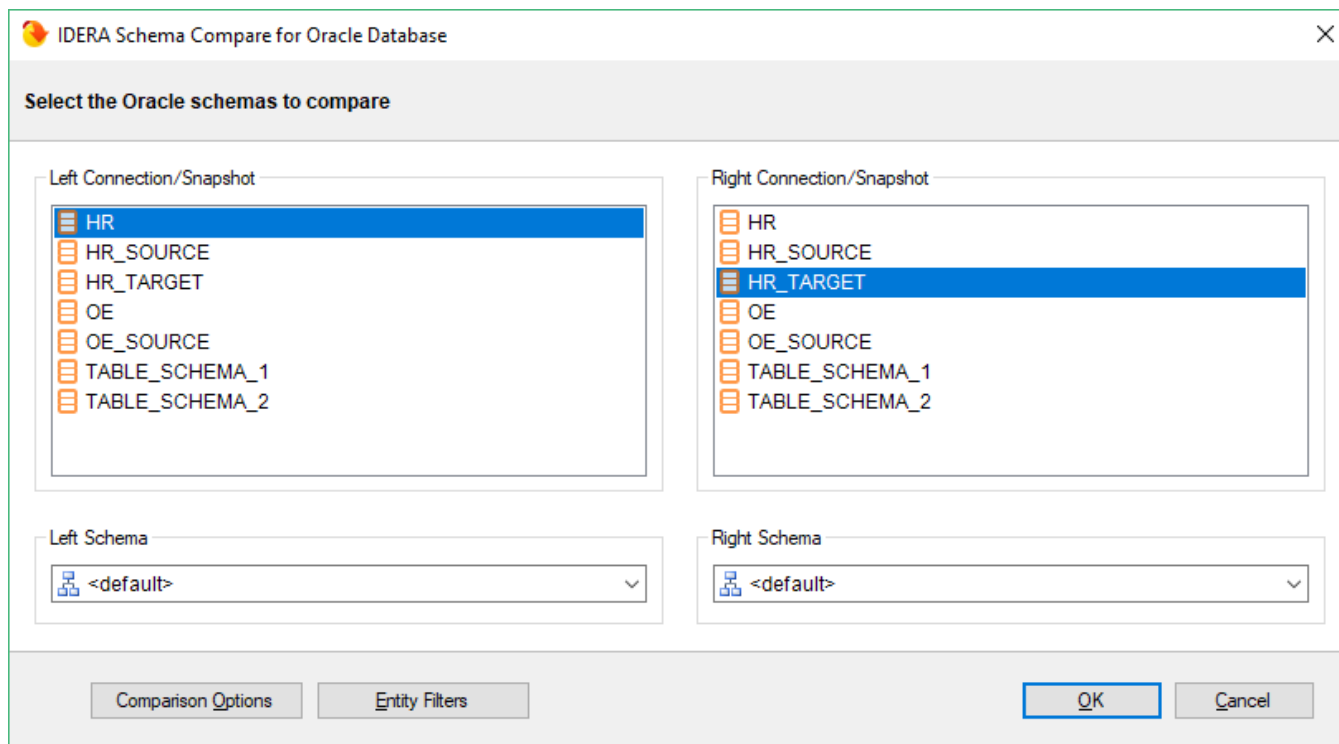 IDERA Schema Compare for Oracle Database
Select the Oracle schemas to compare
Left Connection/Snapshot
HR
HR_SOURCE
HR_TARGET
OE
OE_SOURCE
TABLE_SCHEMA_1
TABLE_SCHEMA_2
Right Connection/Snapshot
HR
HR_SOURCE
HR_TARGET
OE
OE_SOURCE
TABLE_SCHEMA_1
TABLE_SCHEMA_2
Left Schema
<default>
Right Schema
<default>
Comparison Options
Entity Filters
OK
Cancel